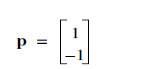 p = [1
-1]